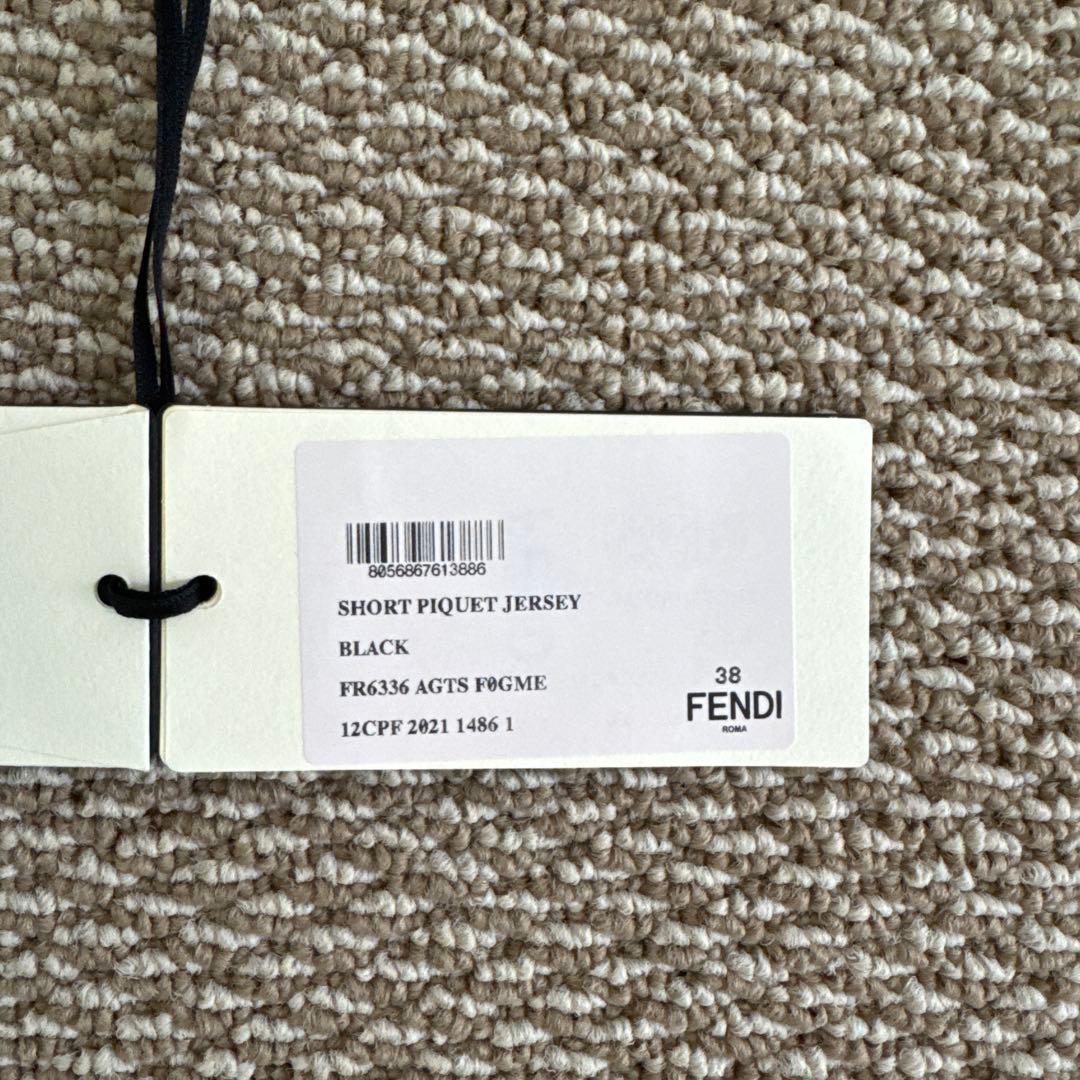 8056867613886
SHORT PIQUET JERSEY
BLACK
FR6336 AGTS F0GME
12CPF 2021 1486 1
38
FENDI
ROMA